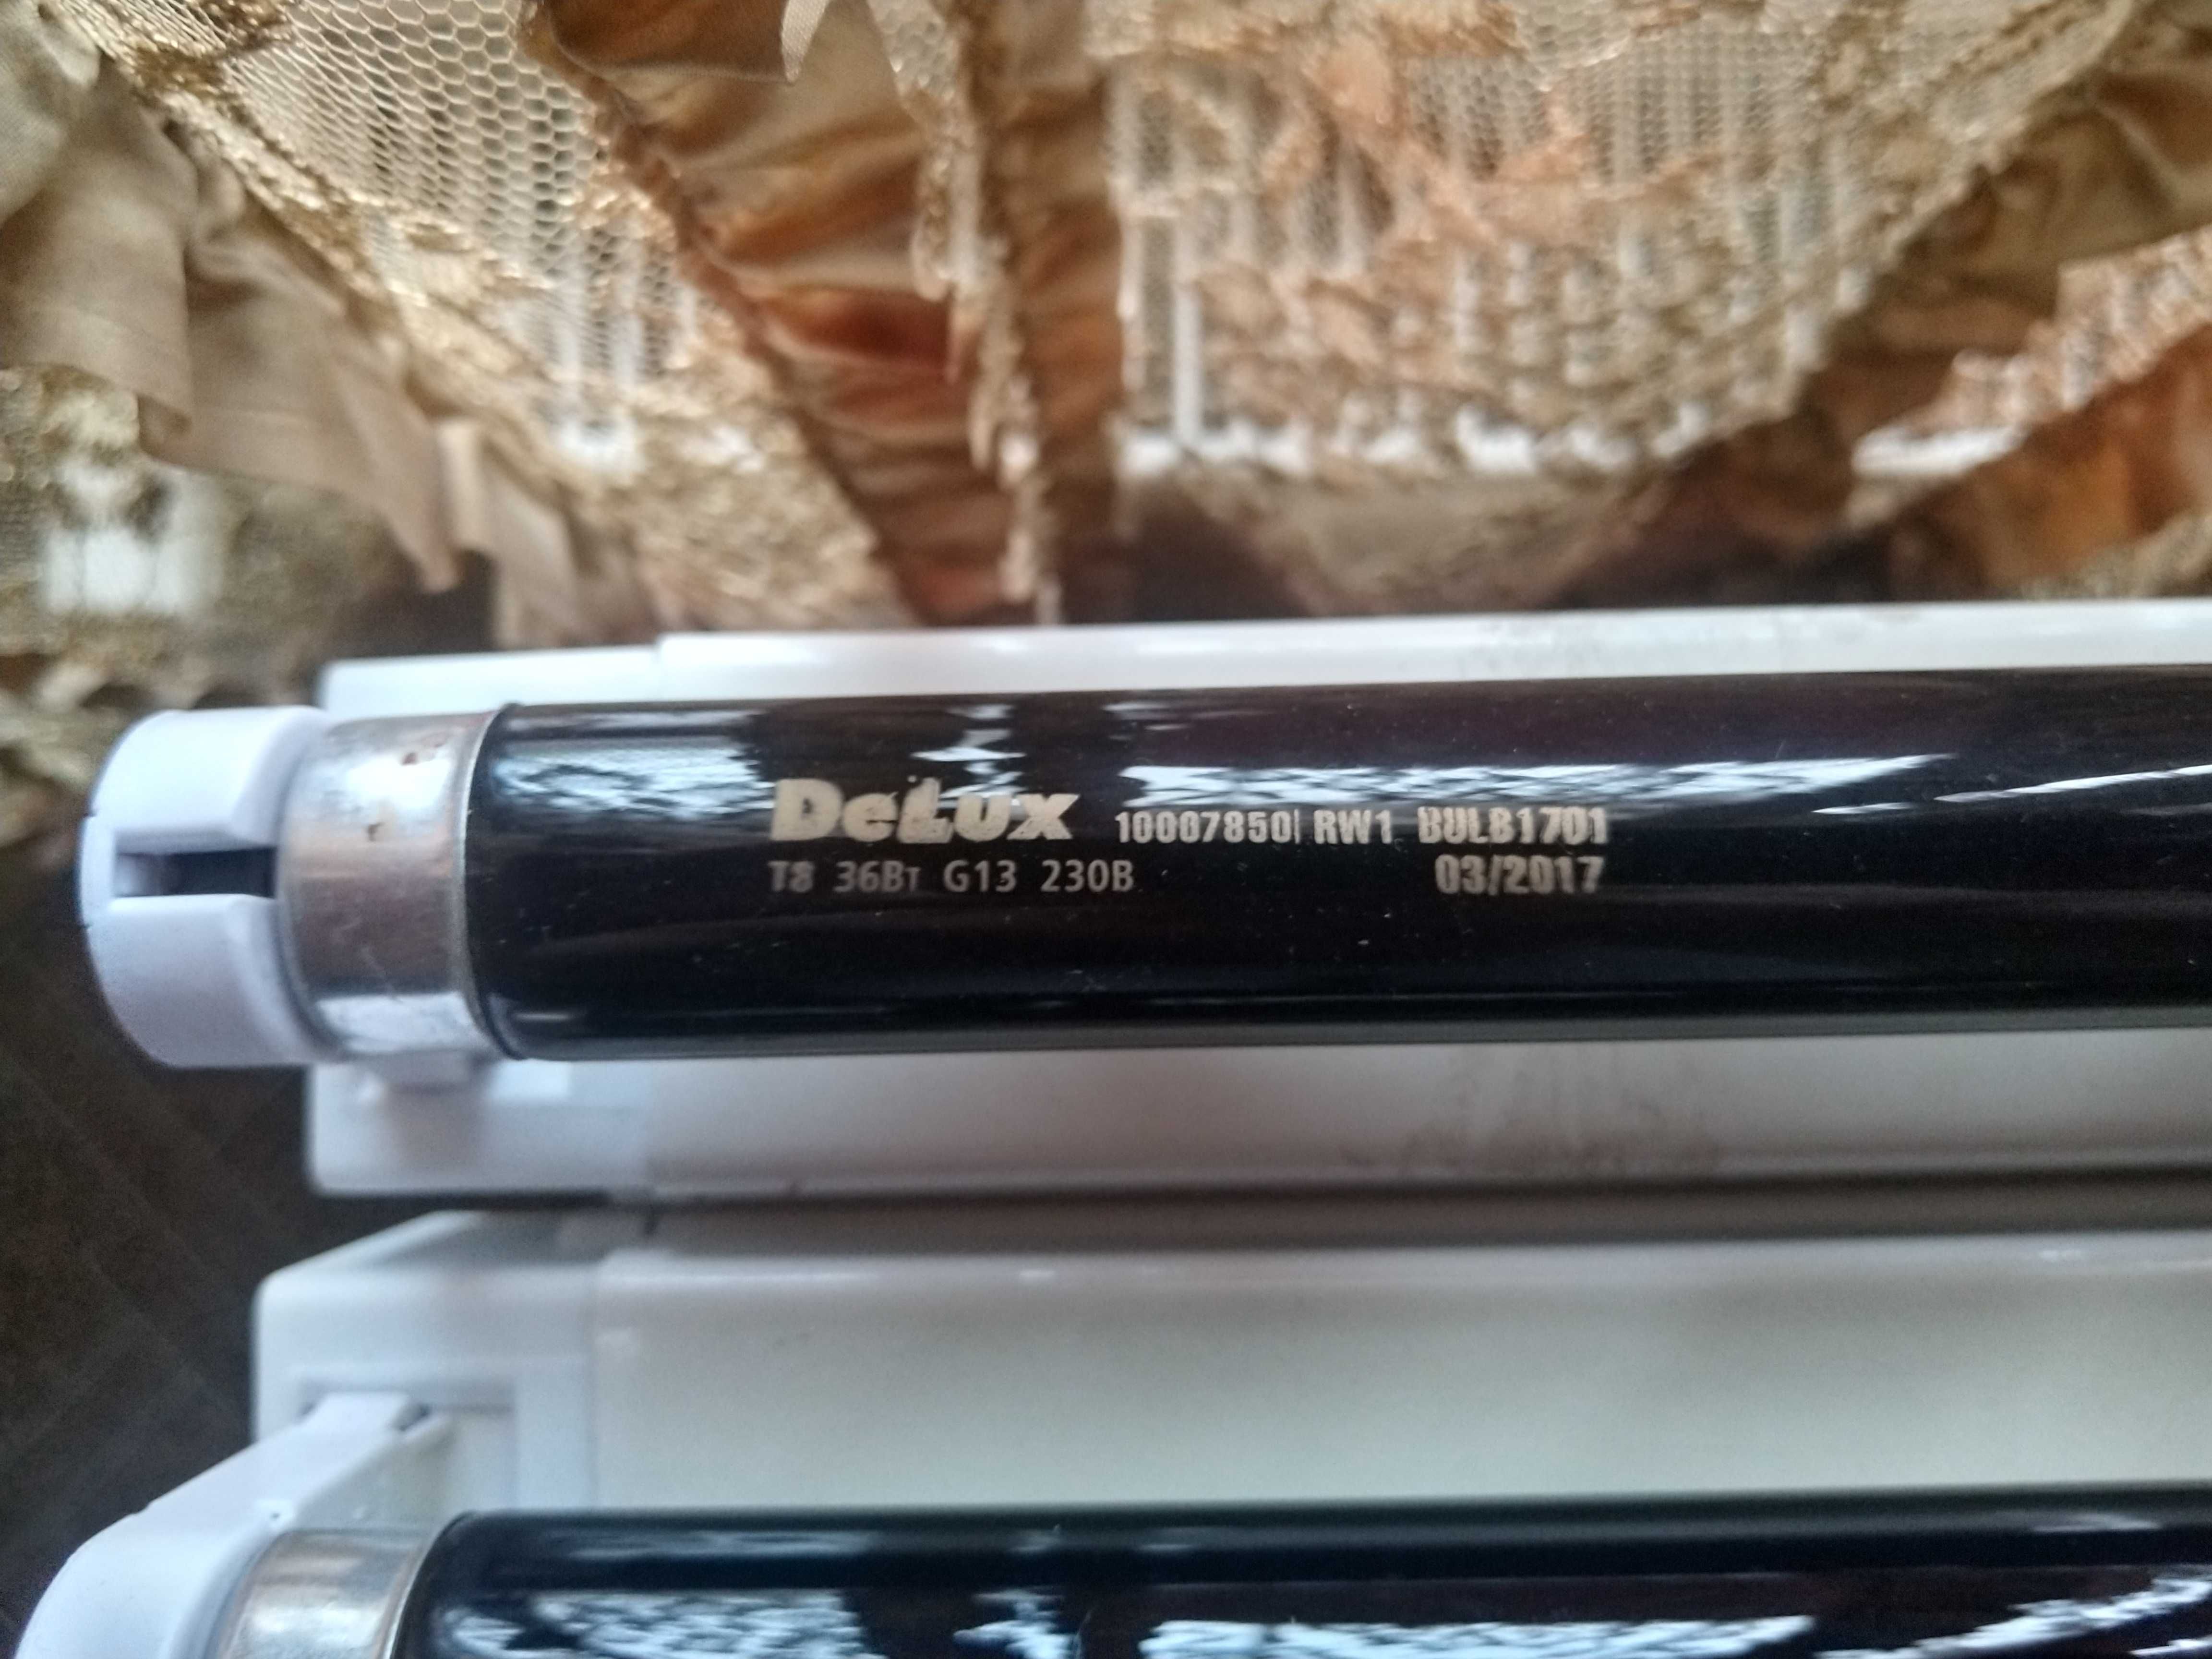 DeLux 10007850| RW1 BULB1701
T8 36Вт G13 230В 03/2017